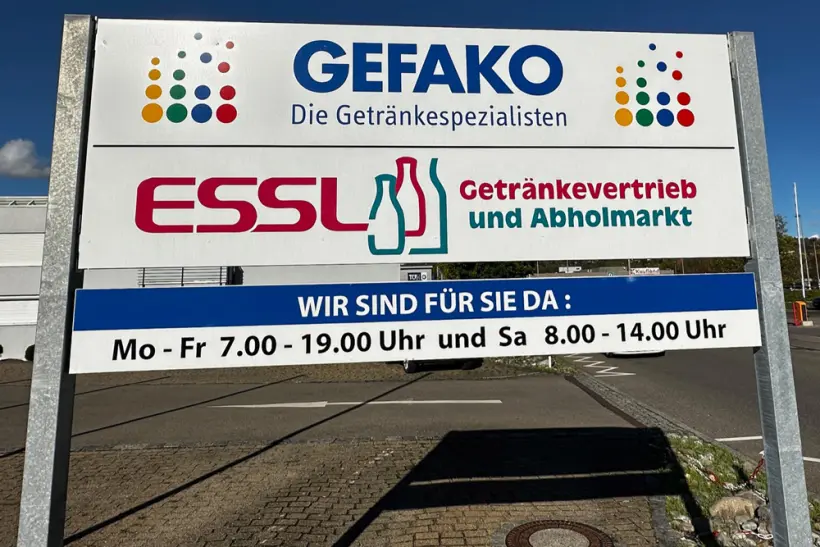 GEFAKO
Die Getränkespezialisten
ESSL
Getränkevertrieb
und Abholmarkt
WIR SIND FÜR SIE DA :
Mo - Fr 7.00 - 19.00 Uhr und Sa 8.00 - 14.00 Uhr
Kaufland